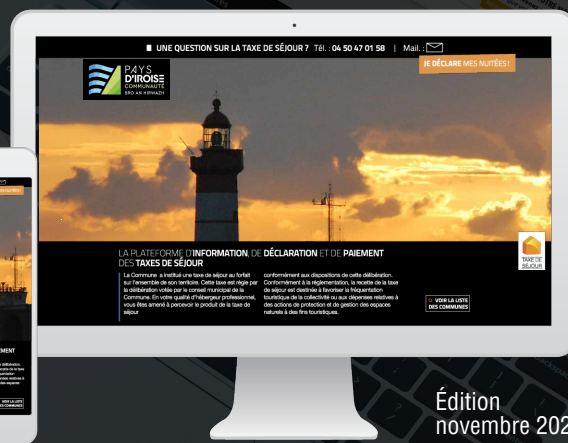 UNE QUESTION SUR LA TAXE DE SÉJOUR ? Tél. : 04 50 47 01 58 | Mail. :
JE DÉCLARE MES NUITÉES !
PAYS
D'IROISE
COMMUNAUTÉ
BRO AN HIRWAZH
LA PLATEFORME D'INFORMATION, DE DÉCLARATION ET DE PAIEMENT
DES TAXES DE SÉJOUR
La Commune a institué une taxe de séjour au forfait
sur l'ensemble de son territoire. Cette taxe est régie par
la délibération votée par le conseil municipal de la
Commune. En votre qualité d'hébergeur professionnel,
vous êtes amené à percevoir le produit de la taxe de
séjour
conformément aux dispositions de cette délibération.
Conformément à la réglementation, la recette de la taxe
de séjour est destinée à favoriser la fréquentation
touristique de la collectivité ou aux dépenses relatives à
des actions de protection et de gestion des espaces
naturels à des fins touristiques.
TAXE DE
SÉJOUR
VOIR LA LISTE
DES COMMUNES
EMENT
VOIR LA LISTE
DES COMMUNES
Édition
novembre 202